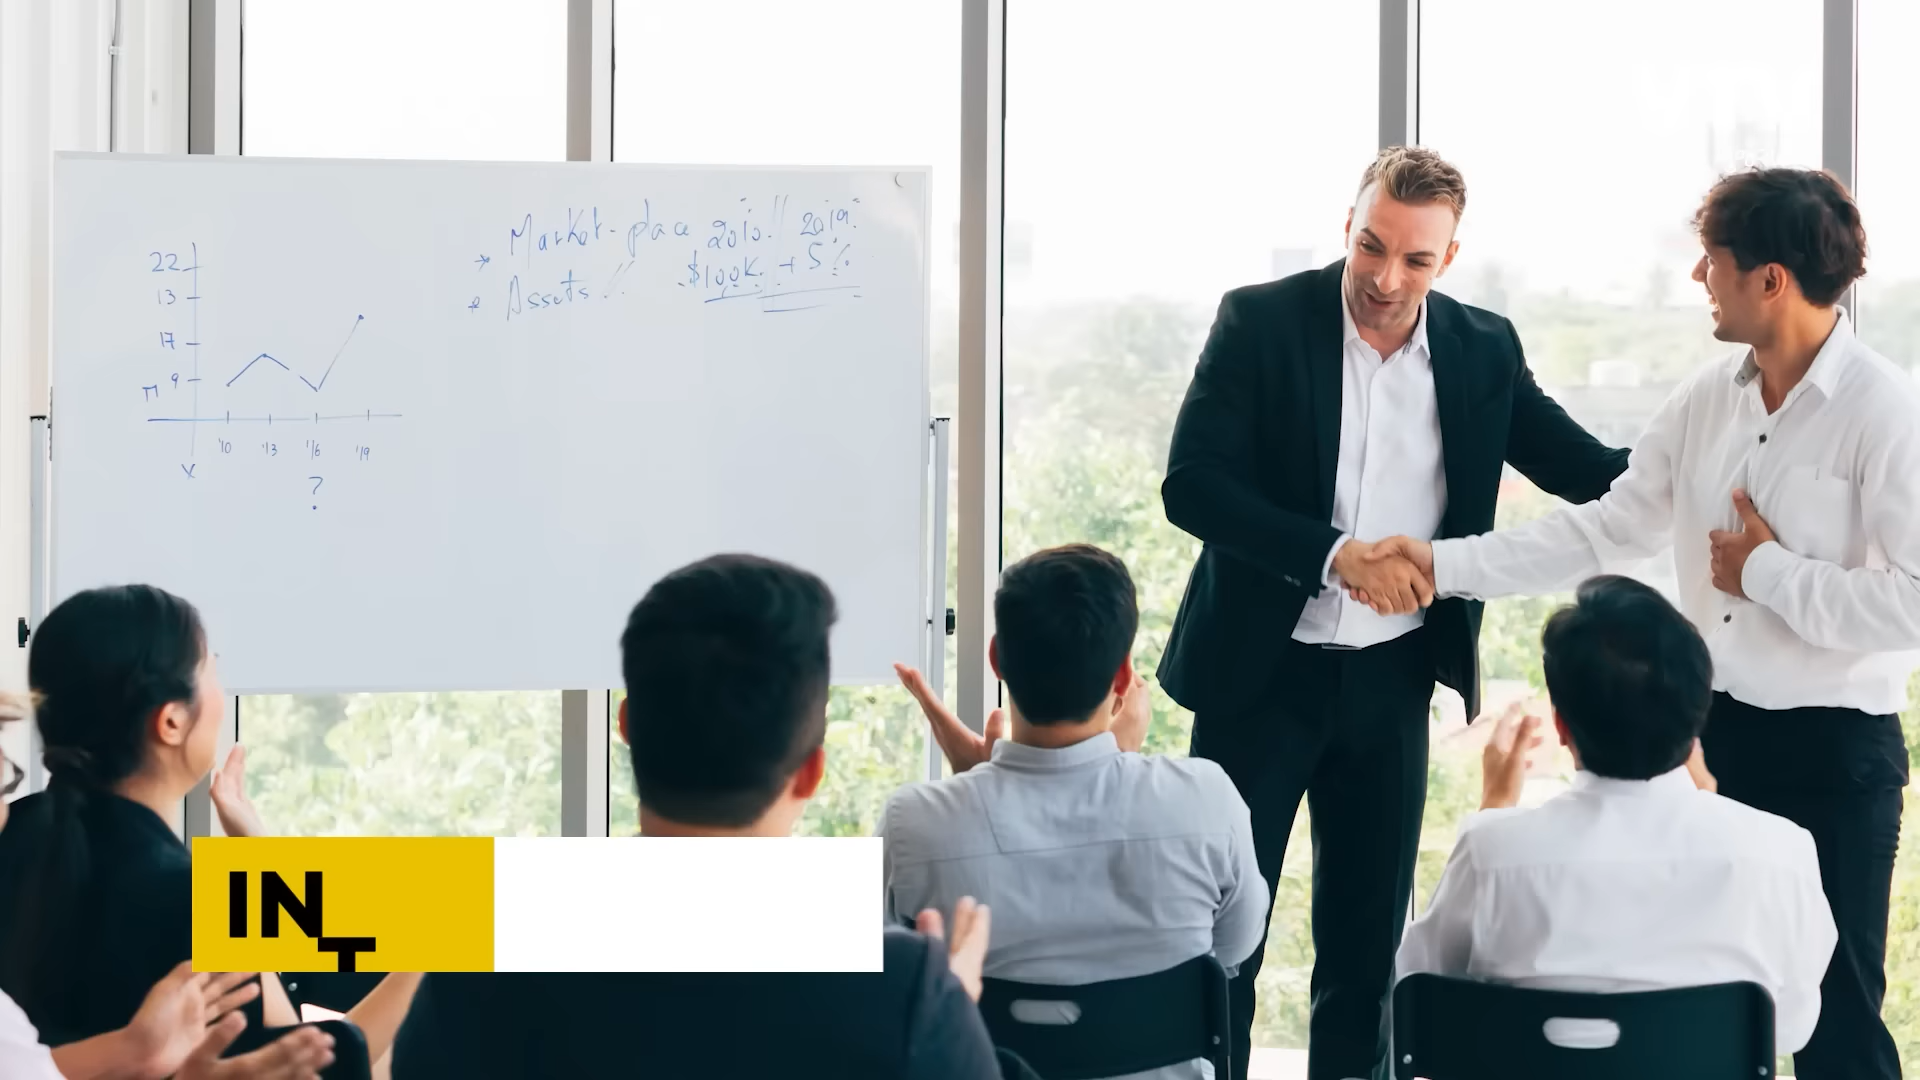 Market-place 2010. 2019.
Assets $100K. +5%
22
13
17
9
'10 '13 '16 '19
X
?
IN
T